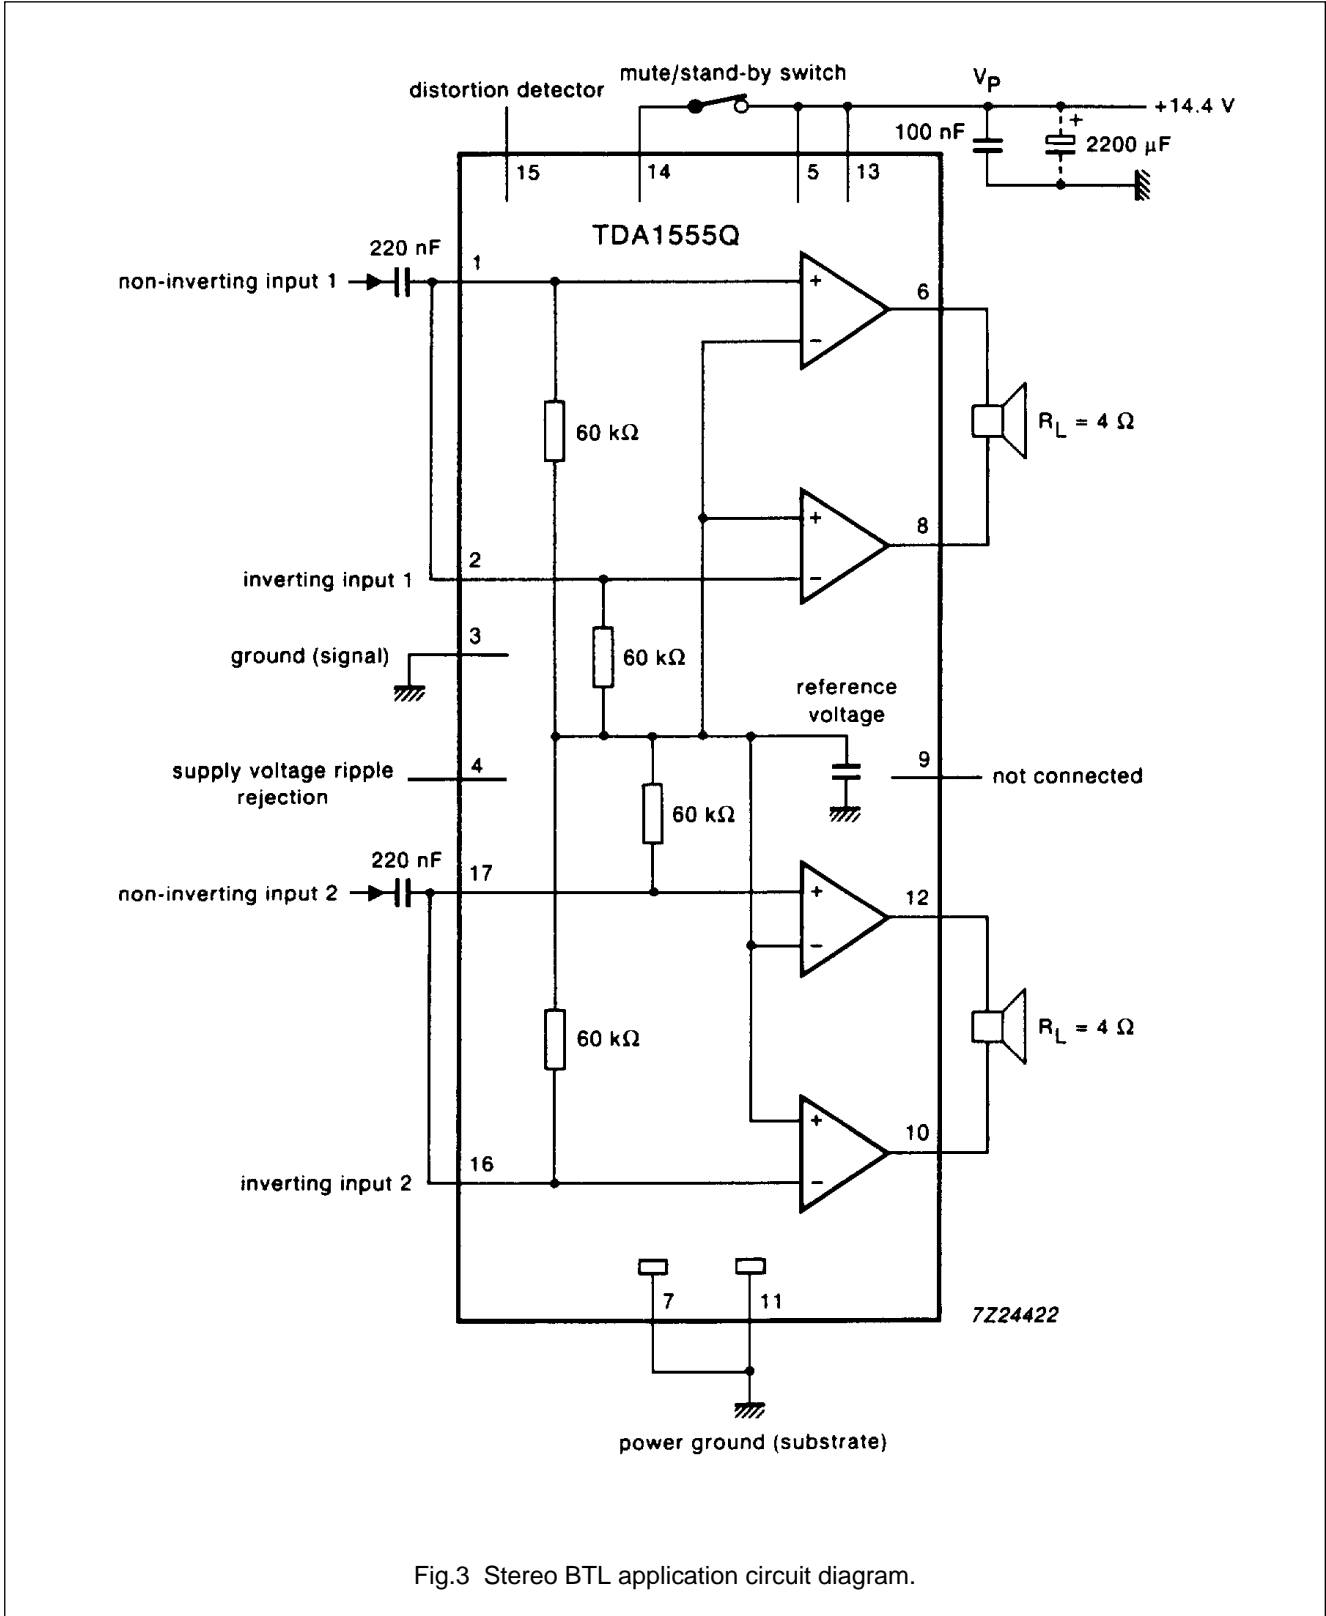 mute/stand-by switch
distortion detector
VP
+14.4 V
100 nF
+
2200 µF
15
14
5
13
TDA1555Q
220 nF
non-inverting input 1
1
+
6
−
60 kΩ
RL = 4 Ω
+
8
2
inverting input 1
−
3
ground (signal)
60 kΩ
reference
voltage
4
supply voltage ripple
rejection
9
not connected
60 kΩ
220 nF
17
non-inverting input 2
+
12
−
60 kΩ
RL = 4 Ω
+
10
16
inverting input 2
−
7
11
7Z24422
power ground (substrate)
Fig.3 Stereo BTL application circuit diagram.